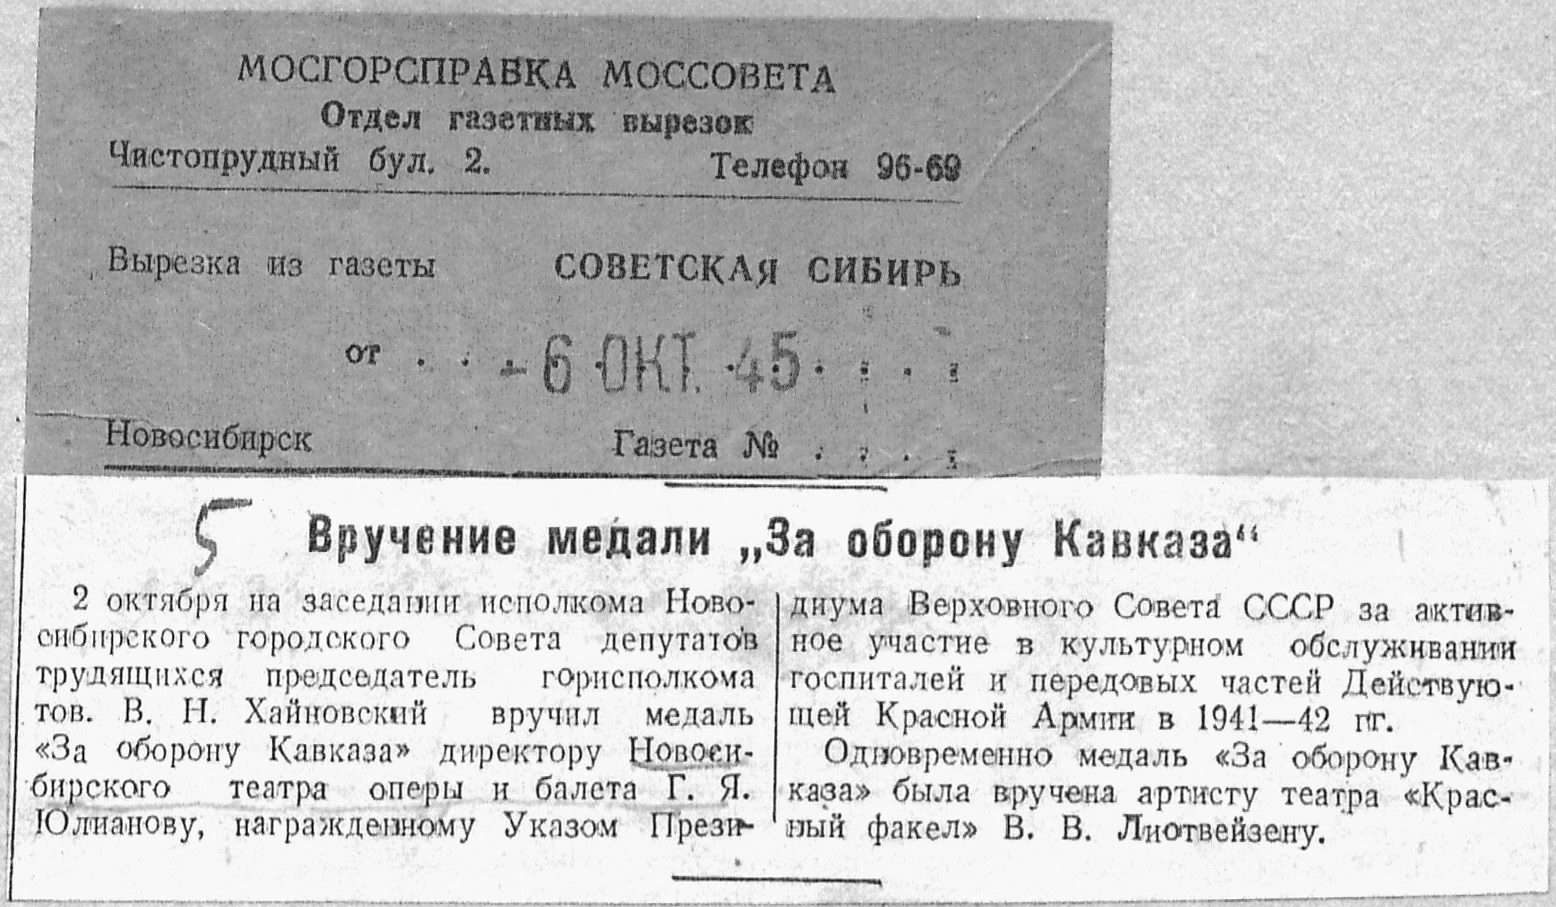 МОСГОРСПРАВКА МОССОВЕТА
Отдел газетных вырезок
Чистопрудный бул. 2. Телефон 96-69
Вырезка из газеты СОВЕТСКАЯ СИБИРЬ
от . . - 6 ОКТ. 45 . . . .
Новосибирск Газета № . . . .
5
Вручение медали „За оборону Кавказа“
2 октября на заседании исполкома Ново-
сибирского городского Совета депутатов
трудящихся председатель горисполкома
тов. В. Н. Хайновский вручил медаль
«За оборону Кавказа» директору Новоси-
бирского театра оперы и балета Г. Я.
Юлианову, награжденному Указом Прези-
диума Верховного Совета СССР за актив-
ное участие в культурном обслуживании
госпиталей и передовых частей Действую-
щей Красной Армии в 1941—42 гг.
Одновременно медаль «За оборону Кав-
каза» была вручена артисту театра «Крас-
ный факел» В. В. Лиотвейзену.